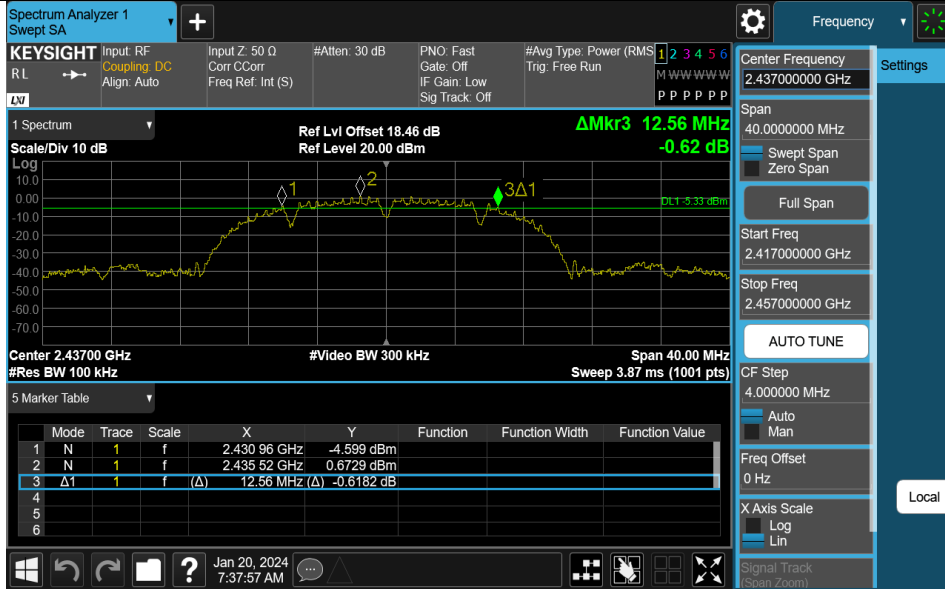 Spectrum Analyzer 1
Swept SA
+
Frequency
KEYSIGHT
RL
LXI
Input: RF
Coupling: DC
Align: Auto
Input Z: 50 Ω
Corr CCorr
Freq Ref: Int (S)
#Atten: 30 dB
PNO: Fast
Gate: Off
IF Gain: Low
Sig Track: Off
#Avg Type: Power (RMS
Trig: Free Run
1 2 3 4 5 6
M W W W W W
P P P P P P
Center Frequency
2.437000000 GHz
Settings
Span
40.0000000 MHz
Swept Span
Zero Span
Full Span
Start Freq
2.417000000 GHz
Stop Freq
2.457000000 GHz
AUTO TUNE
CF Step
4.000000 MHz
Auto
Man
Freq Offset
0 Hz
X Axis Scale
Log
Lin
Signal Track
(Span Zoom)
Local
1 Spectrum
Scale/Div 10 dB
Ref Lvl Offset 18.46 dB
Ref Level 20.00 dBm
ΔMkr3 12.56 MHz
-0.62 dB
Log
10.0
0.00
-10.0
-20.0
-30.0
-40.0
-50.0
-60.0
-70.0
1
2
3Δ1
DL1 -5.33 dBm
Center 2.43700 GHz
#Video BW 300 kHz
Span 40.00 MHz
#Res BW 100 kHz
Sweep 3.87 ms (1001 pts)
5 Marker Table
Mode Trace Scale X Y Function Function Width Function Value
1 N 1 f 2.430 96 GHz -4.599 dBm
2 N 1 f 2.435 52 GHz 0.6729 dBm
3 Δ1 1 f (Δ) 12.56 MHz (Δ) -0.6182 dB
4
5
6
?
Jan 20, 2024
7:37:57 AM